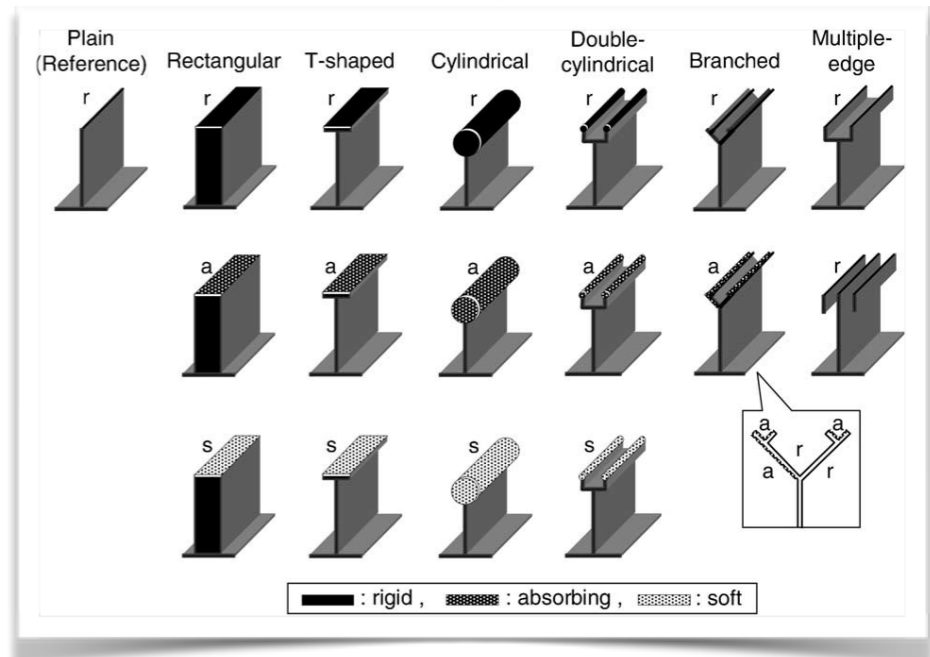 Plain
(Reference)
Rectangular
T-shaped
Cylindrical
Double-
cylindrical
Branched
Multiple-
edge
r r r r r r r
a a a a a r
s s s s
a a
r
a r
: rigid , : absorbing, : soft